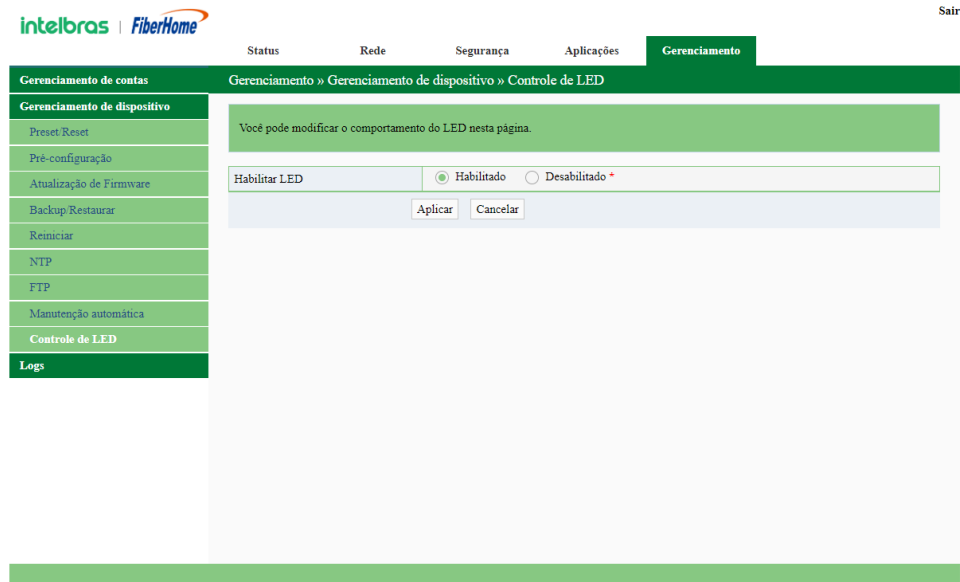 Sair
intelbras | FiberHome
Status Rede Segurança Aplicações Gerenciamento
Gerenciamento de contas
Gerenciamento de dispositivo
Preset/Reset
Pré-configuração
Atualização de Firmware
Backup/Restaurar
Reiniciar
NTP
FTP
Manutenção automática
Controle de LED
Logs
Gerenciamento » Gerenciamento de dispositivo » Controle de LED
Você pode modificar o comportamento do LED nesta página.
Habilitar LED Habilitado Desabilitado *
Aplicar Cancelar